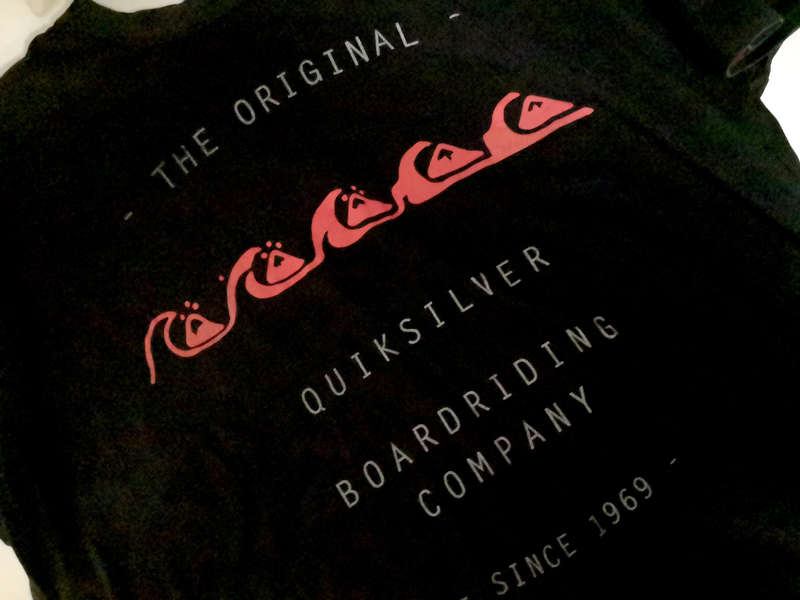 - THE ORIGINAL -
QUIKSILVER
BOARDRIDING
COMPANY
- SINCE 1969 -